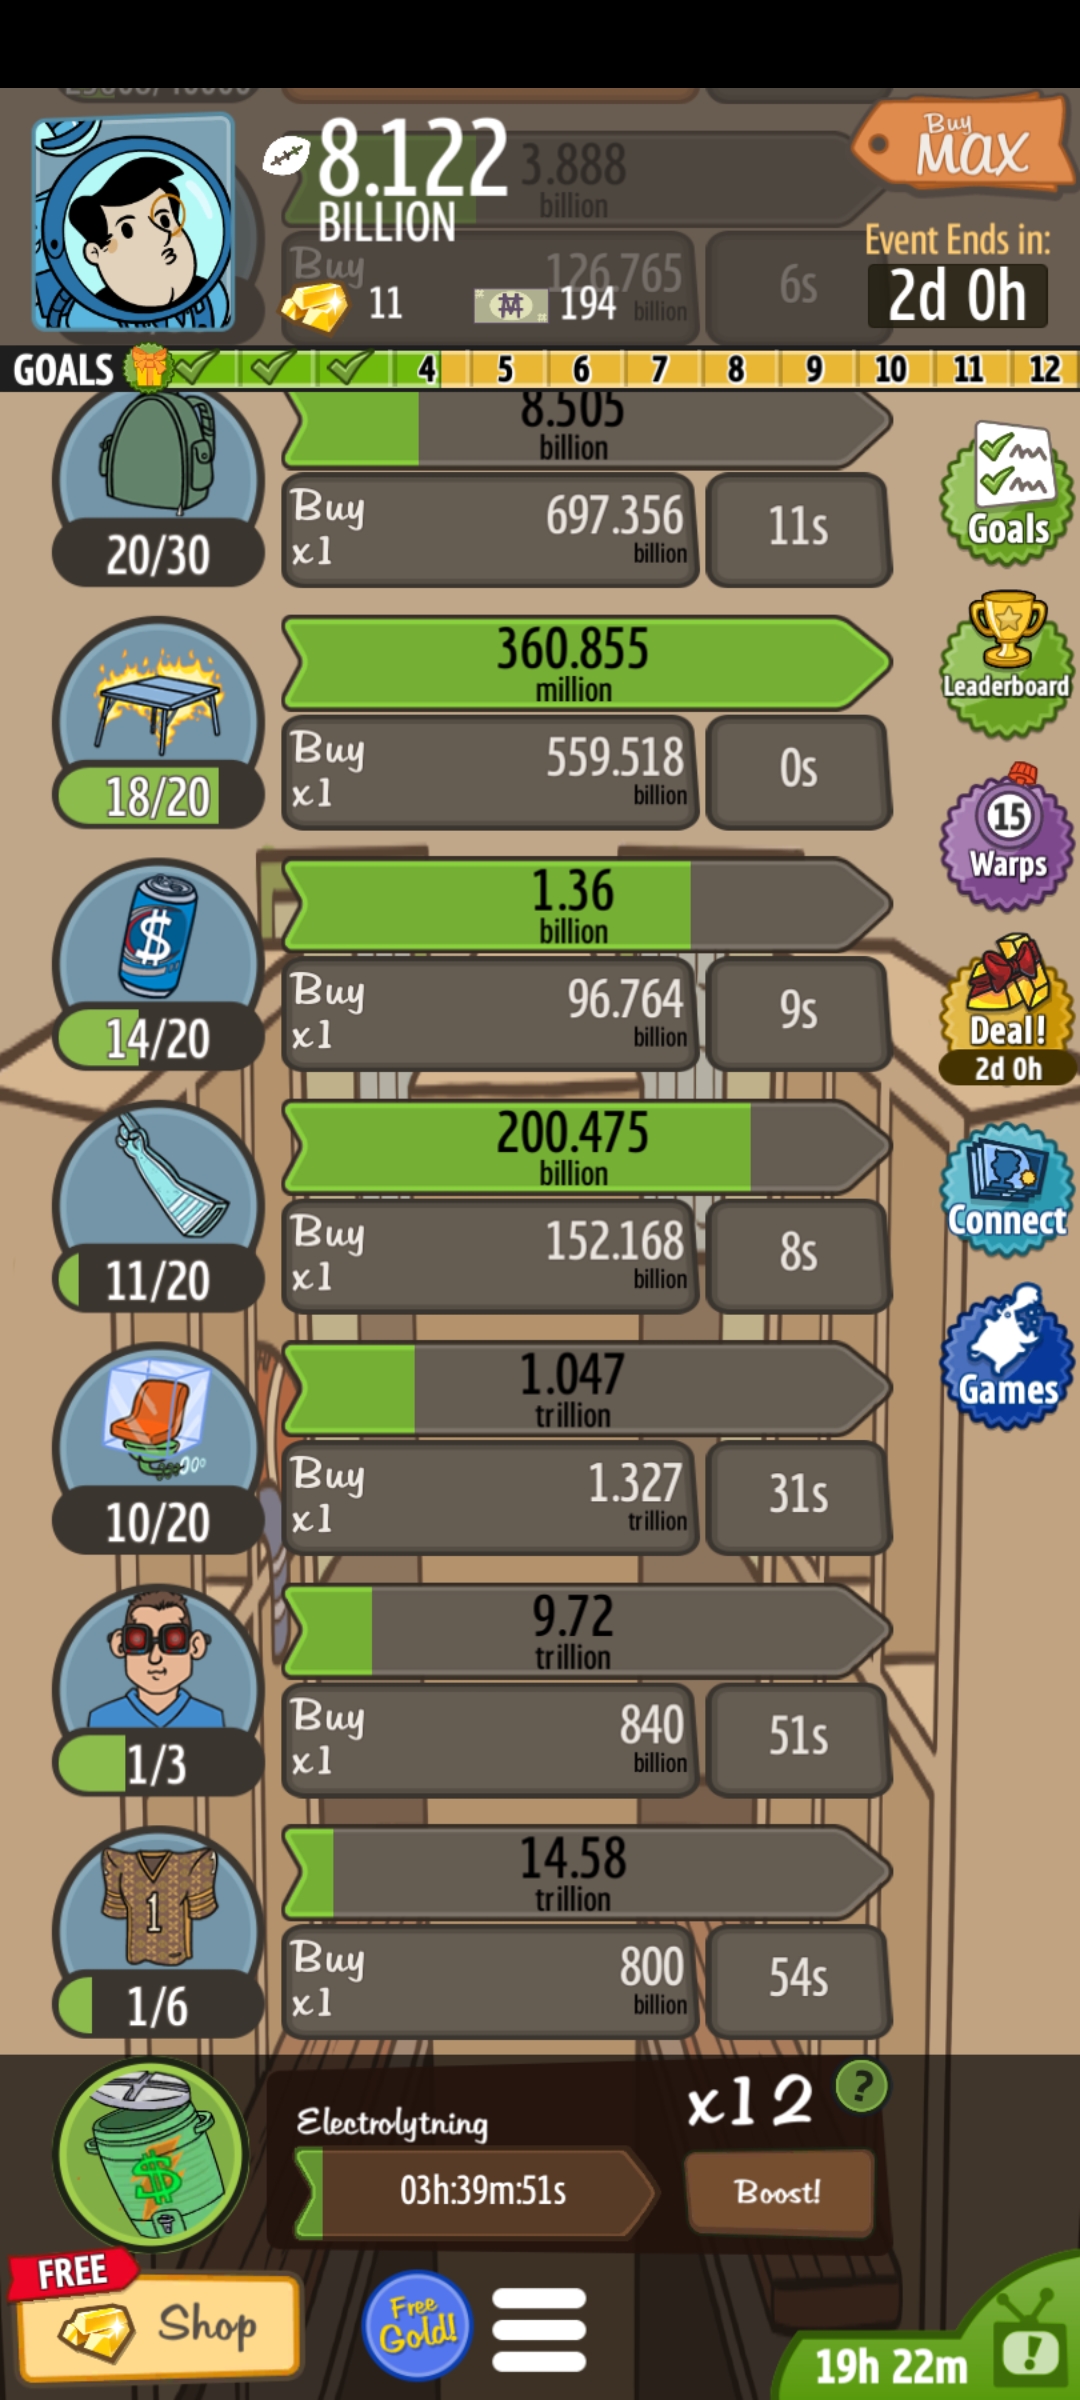 Buy
MAX
8.122
BILLION
3.888
billion
Buy
126.765
billion
6s
11
194
Event Ends in:
2d 0h
GOALS
4 5 6 7 8 9 10 11 12
8.505
billion
20/30
Buy
x1
697.356
billion
11s
Goals
360.855
million
18/20
Buy
x1
559.518
billion
0s
Leaderboard
1.36
billion
14/20
Buy
x1
96.764
billion
9s
15
Warps
$
Deal!
2d 0h
200.475
billion
11/20
Buy
x1
152.168
billion
8s
Connect
1.047
trillion
10/20
Buy
x1
1.327
trillion
31s
Games
9.72
trillion
1/3
Buy
x1
840
billion
51s
14.58
trillion
1
1/6
Buy
x1
800
billion
54s
$
Electrolytning
03h:39m:51s
x12
?
Boost!
FREE
Shop
Free
Gold!
19h 22m
!